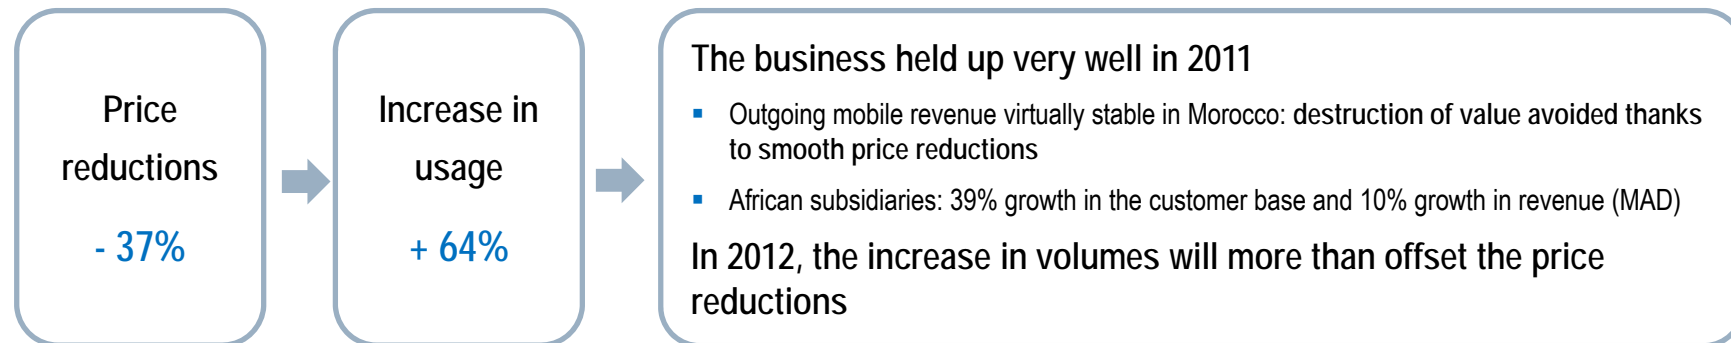 Price
reductions
- 37%
Increase in
usage
+ 64%
The business held up very well in 2011
▪ Outgoing mobile revenue virtually stable in Morocco: destruction of value avoided thanks
to smooth price reductions
▪ African subsidiaries: 39% growth in the customer base and 10% growth in revenue (MAD)
In 2012, the increase in volumes will more than offset the price
reductions